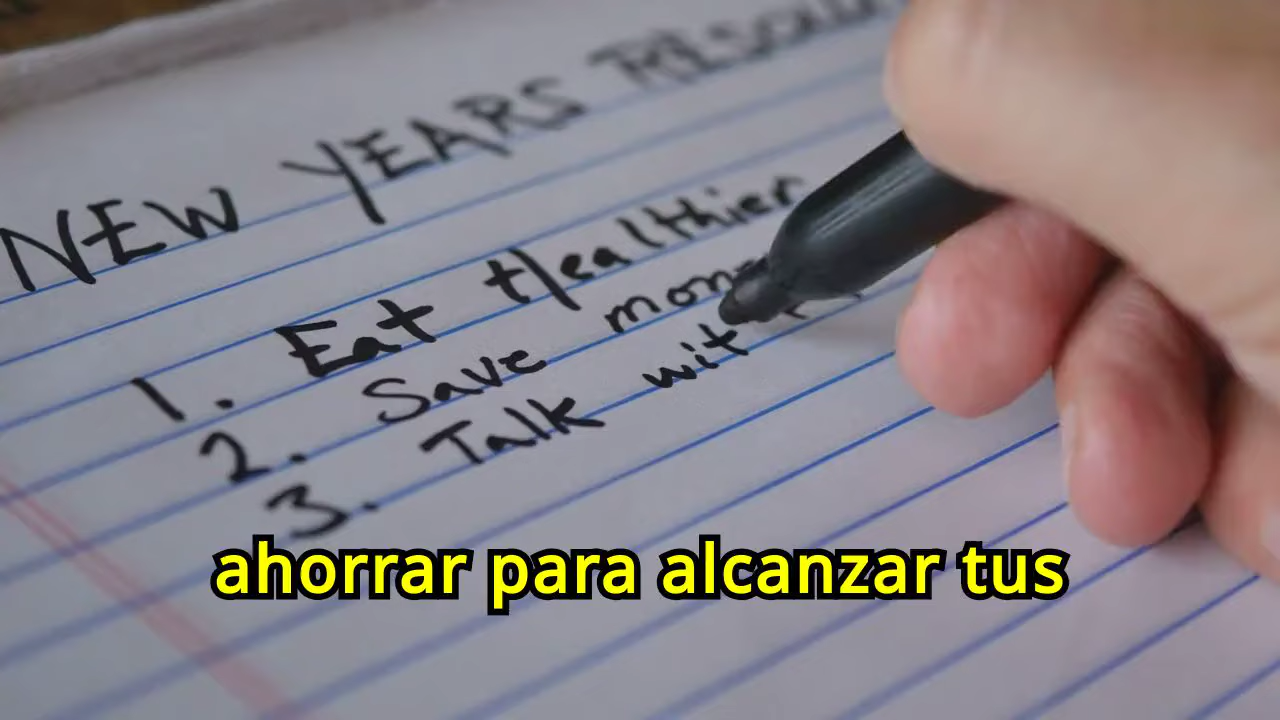 NEW YEARS
1. Eat Healthier
2. Save
3. Talk
ahorrar para alcanzar tus